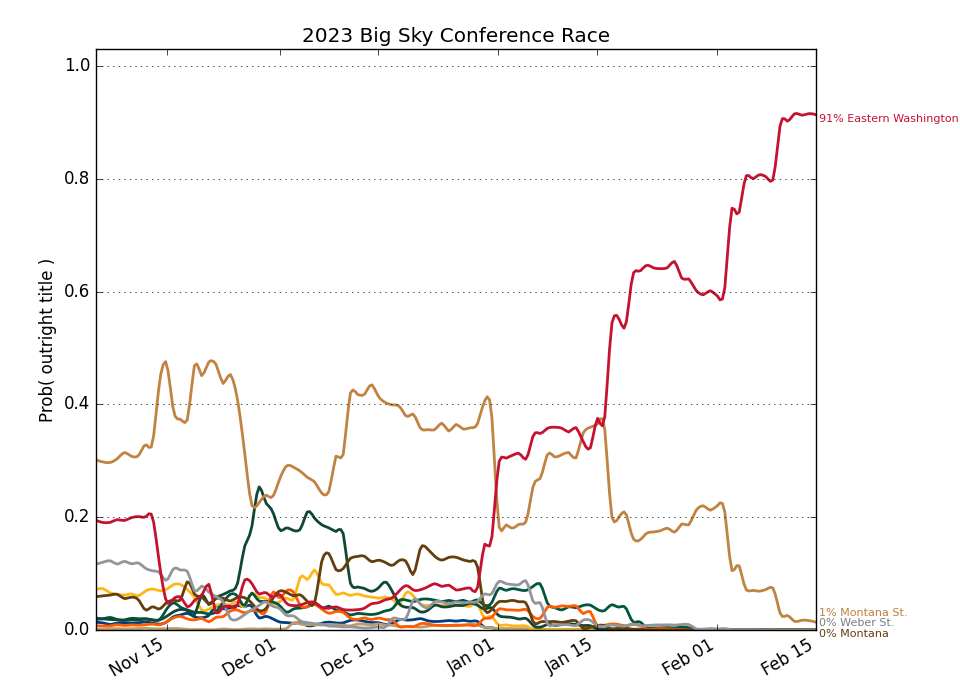 2023 Big Sky Conference Race
Prob( outright title )
1.0
0.8
0.6
0.4
0.2
0.0
91% Eastern Washington
1% Montana St.
0% Weber St.
0% Montana
Nov 15
Dec 01
Dec 15
Jan 01
Jan 15
Feb 01
Feb 15